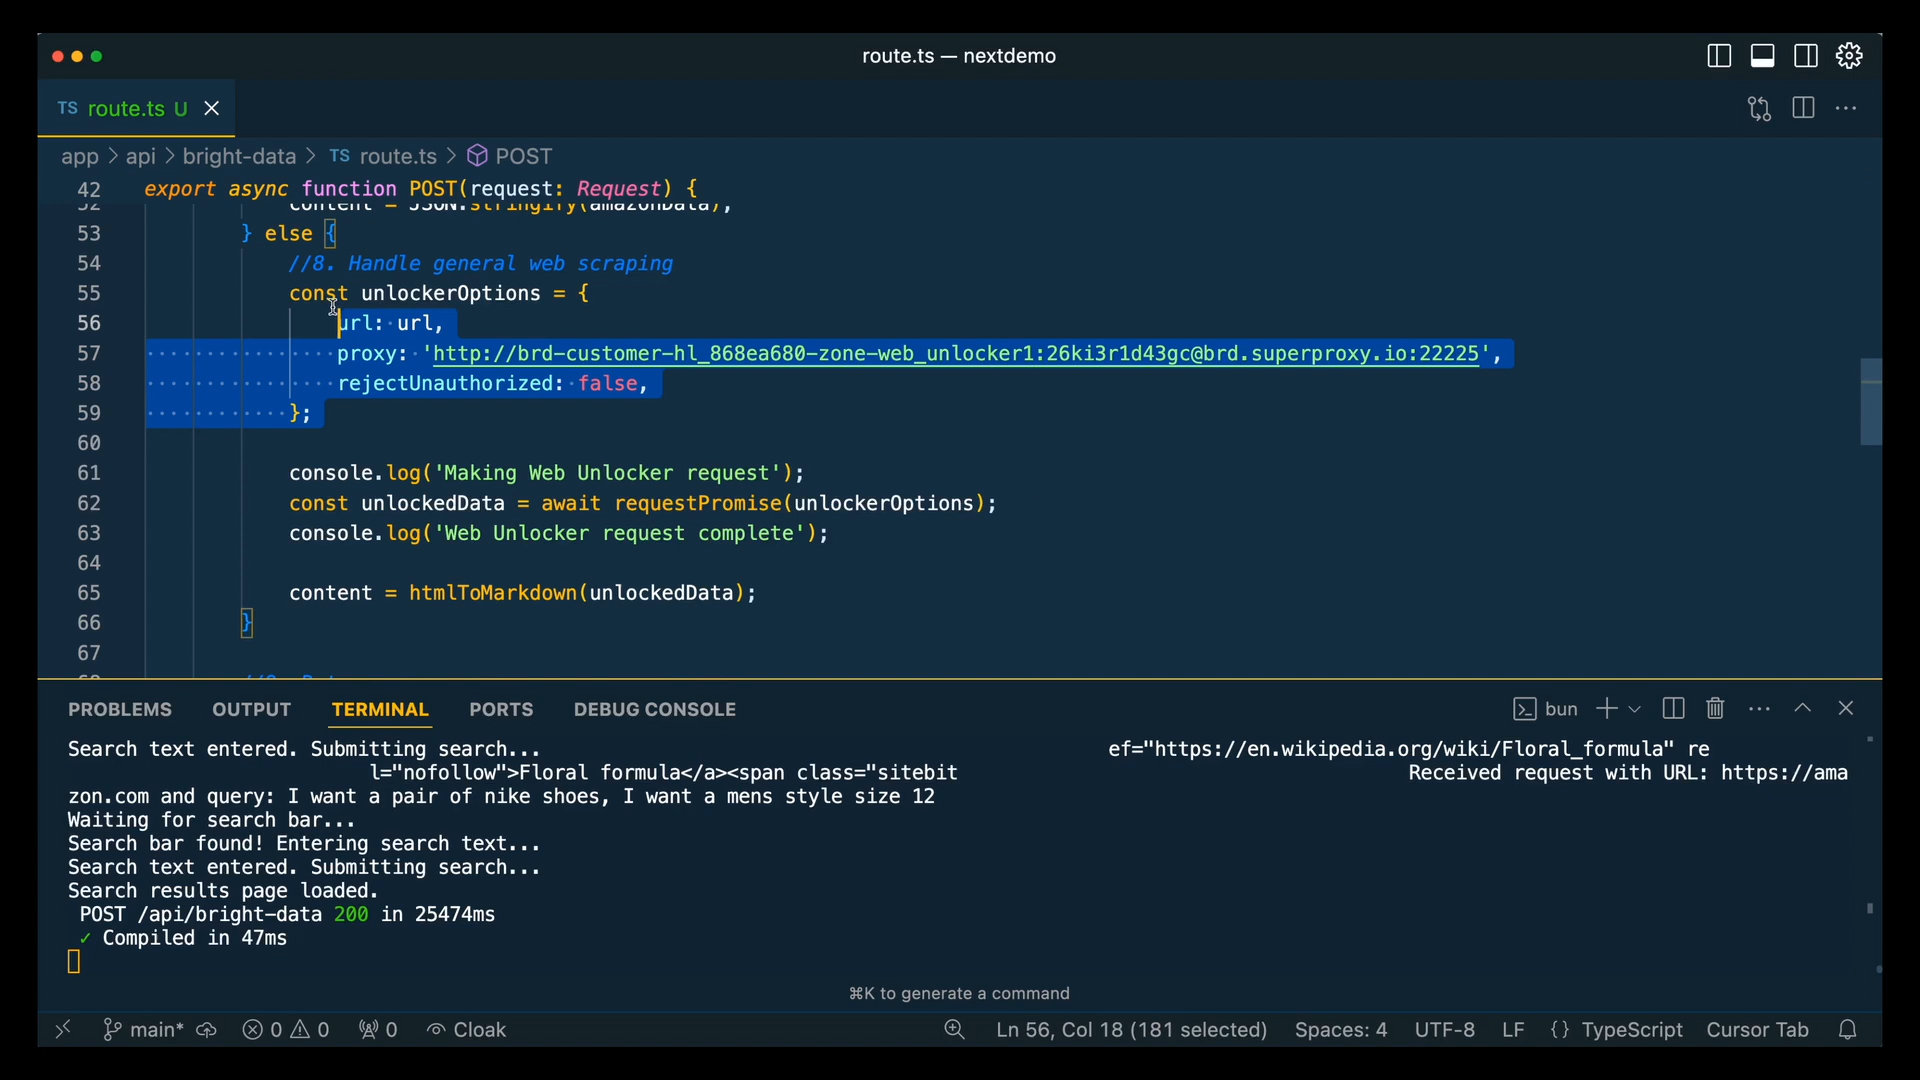 route.ts — nextdemo
TS route.ts U
app > api > bright-data > TS route.ts > POST
42 export async function POST(request: Request) {
52 content = JSON.stringify(amazonData);
53 } else {
54 //8. Handle general web scraping
55 const unlockerOptions = {
56 url: url,
57 proxy: 'http://brd-customer-hl_868ea680-zone-web_unlocker1:26ki3r1d43gc@brd.superproxy.io:22225',
58 rejectUnauthorized: false,
59 };
60
61 console.log('Making Web Unlocker request');
62 const unlockedData = await requestPromise(unlockerOptions);
63 console.log('Web Unlocker request complete');
64
65 content = htmlToMarkdown(unlockedData);
66 }
67
PROBLEMS OUTPUT TERMINAL PORTS DEBUG CONSOLE bun
Search text entered. Submitting search... ef="https://en.wikipedia.org/wiki/Floral_formula" re
l="nofollow">Floral formula</a><span class="sitebit Received request with URL: https://ama
zon.com and query: I want a pair of nike shoes, I want a mens style size 12
Waiting for search bar...
Search bar found! Entering search text...
Search text entered. Submitting search...
Search results page loaded.
POST /api/bright-data 200 in 25474ms
✓ Compiled in 47ms
⌘K to generate a command
main* 0 0 0 Cloak Ln 56, Col 18 (181 selected) Spaces: 4 UTF-8 LF {} TypeScript Cursor Tab